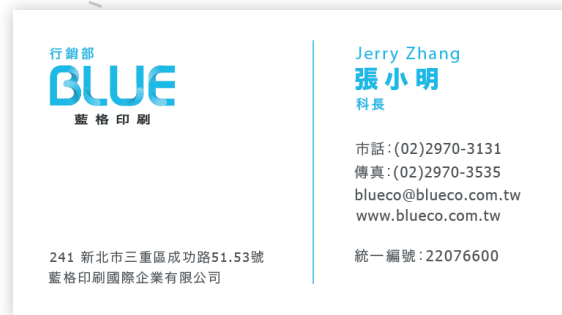 行銷部
BLUE
藍格印刷
241 新北市三重區成功路51.53號
藍格印刷國際企業有限公司
Jerry Zhang
張小明
科長
市話:(02)2970-3131
傳真:(02)2970-3535
blueco@blueco.com.tw
www.blueco.com.tw
統一編號:22076600